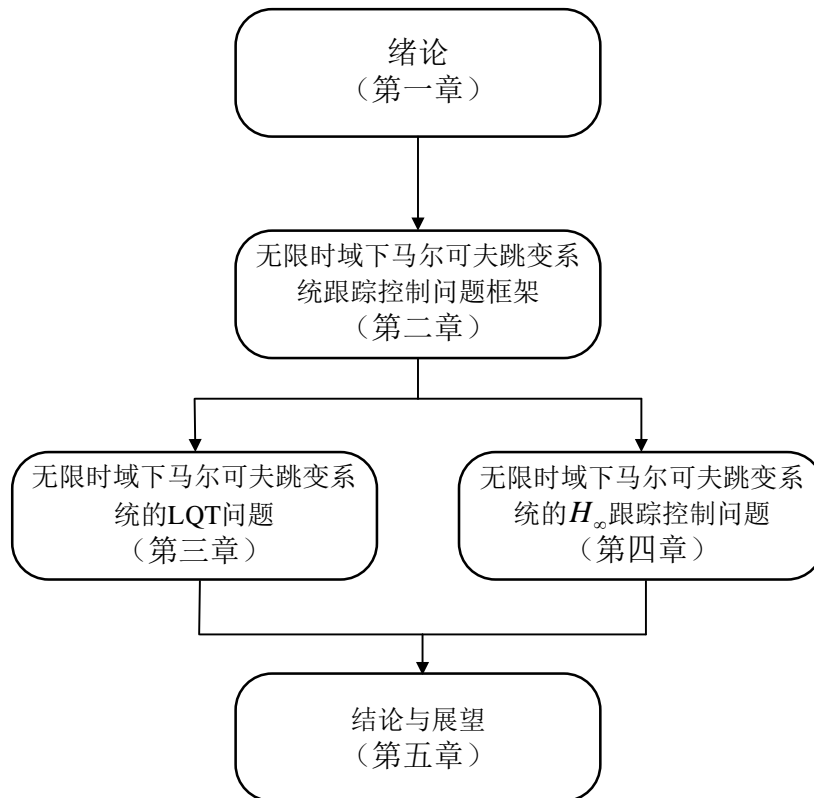 绪论
（第一章）
无限时域下马尔可夫跳变系
统跟踪控制问题框架
（第二章）
无限时域下马尔可夫跳变系
统的LQT问题
（第三章）
无限时域下马尔可夫跳变系
统的H∞跟踪控制问题
（第四章）
结论与展望
（第五章）